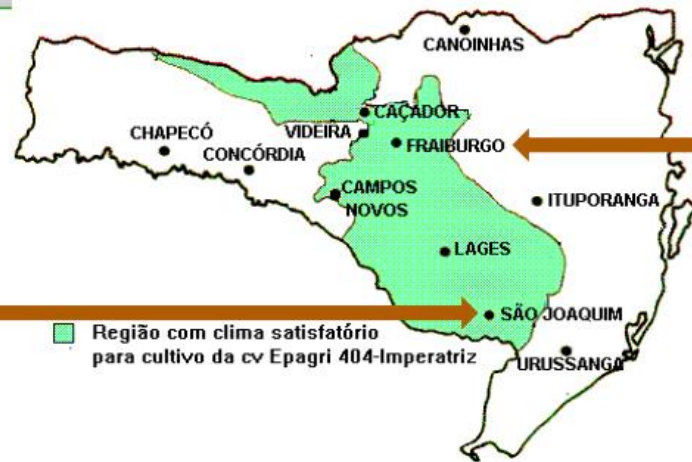 CANOINHAS
CAÇADOR
VIDEIRA
FRAIBURGO
CHAPECÓ
CONCÓRDIA
CAMPOS
NOVOS
ITUPORANGA
LAGES
SÃO JOAQUIM
Região com clima satisfatório
para cultivo da cv Epagri 404-Imperatriz
URUSSANGA